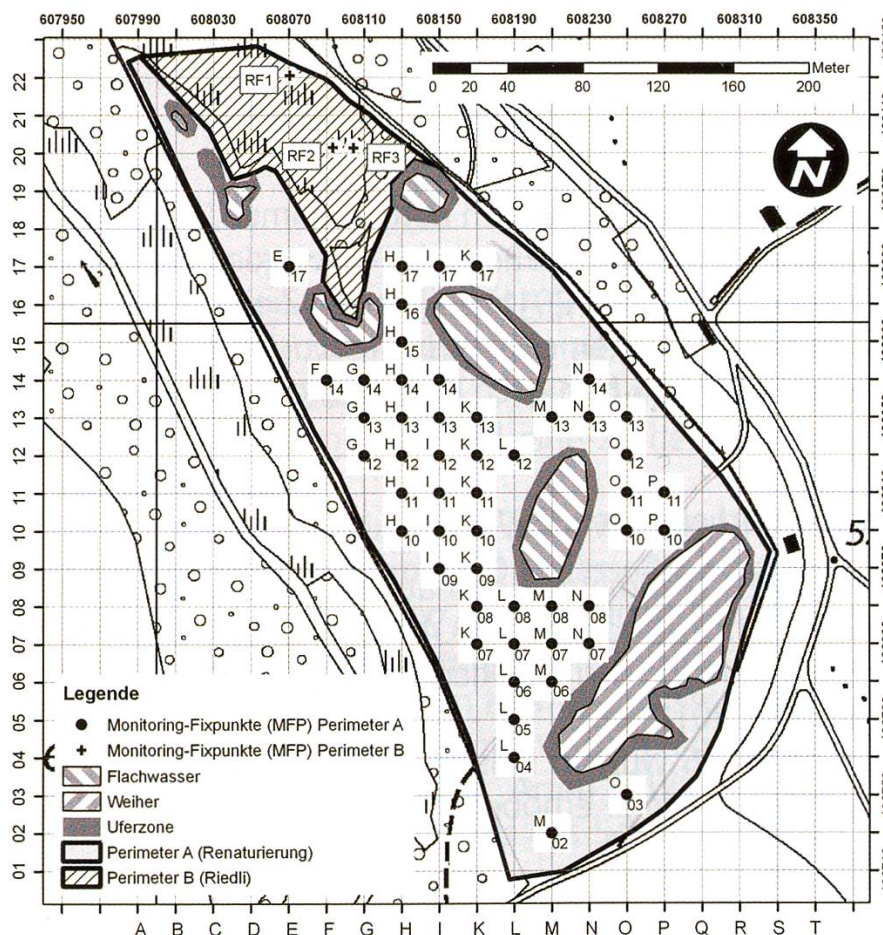 607950 607990 608030 608070 608110 608150 608190 608230 608270 608310 608350
22 RF1
Meter
0 20 40 80 120 160 200
21
20 RF2 RF3
N
19
18
E H I K
17 17 17 17 17
H
16 16
H
15 15
F G H I N
14 14 14 14 14 14
G H I K M N O
13 13 13 13 13 13 13 13
G H I K L O
12 12 12 12 12 12 12
H I K O P
11 11 11 11 11 11
H I K O P
10 10 10 10 10 10
5
I K
09 09 09
K L M N
08 08 08 08 08
K L M N
07 07 07 07 07
L M
06 06 06
L
05 05
L
04 04
O
03 03
M
02 02
01
Legende
Monitoring-Fixpunkte (MFP) Perimeter A
Monitoring-Fixpunkte (MFP) Perimeter B
Flachwasser
Weiher
Uferzone
Perimeter A (Renaturierung)
Perimeter B (Riedli)
A B C D E F G H I K L M N O P Q R S T